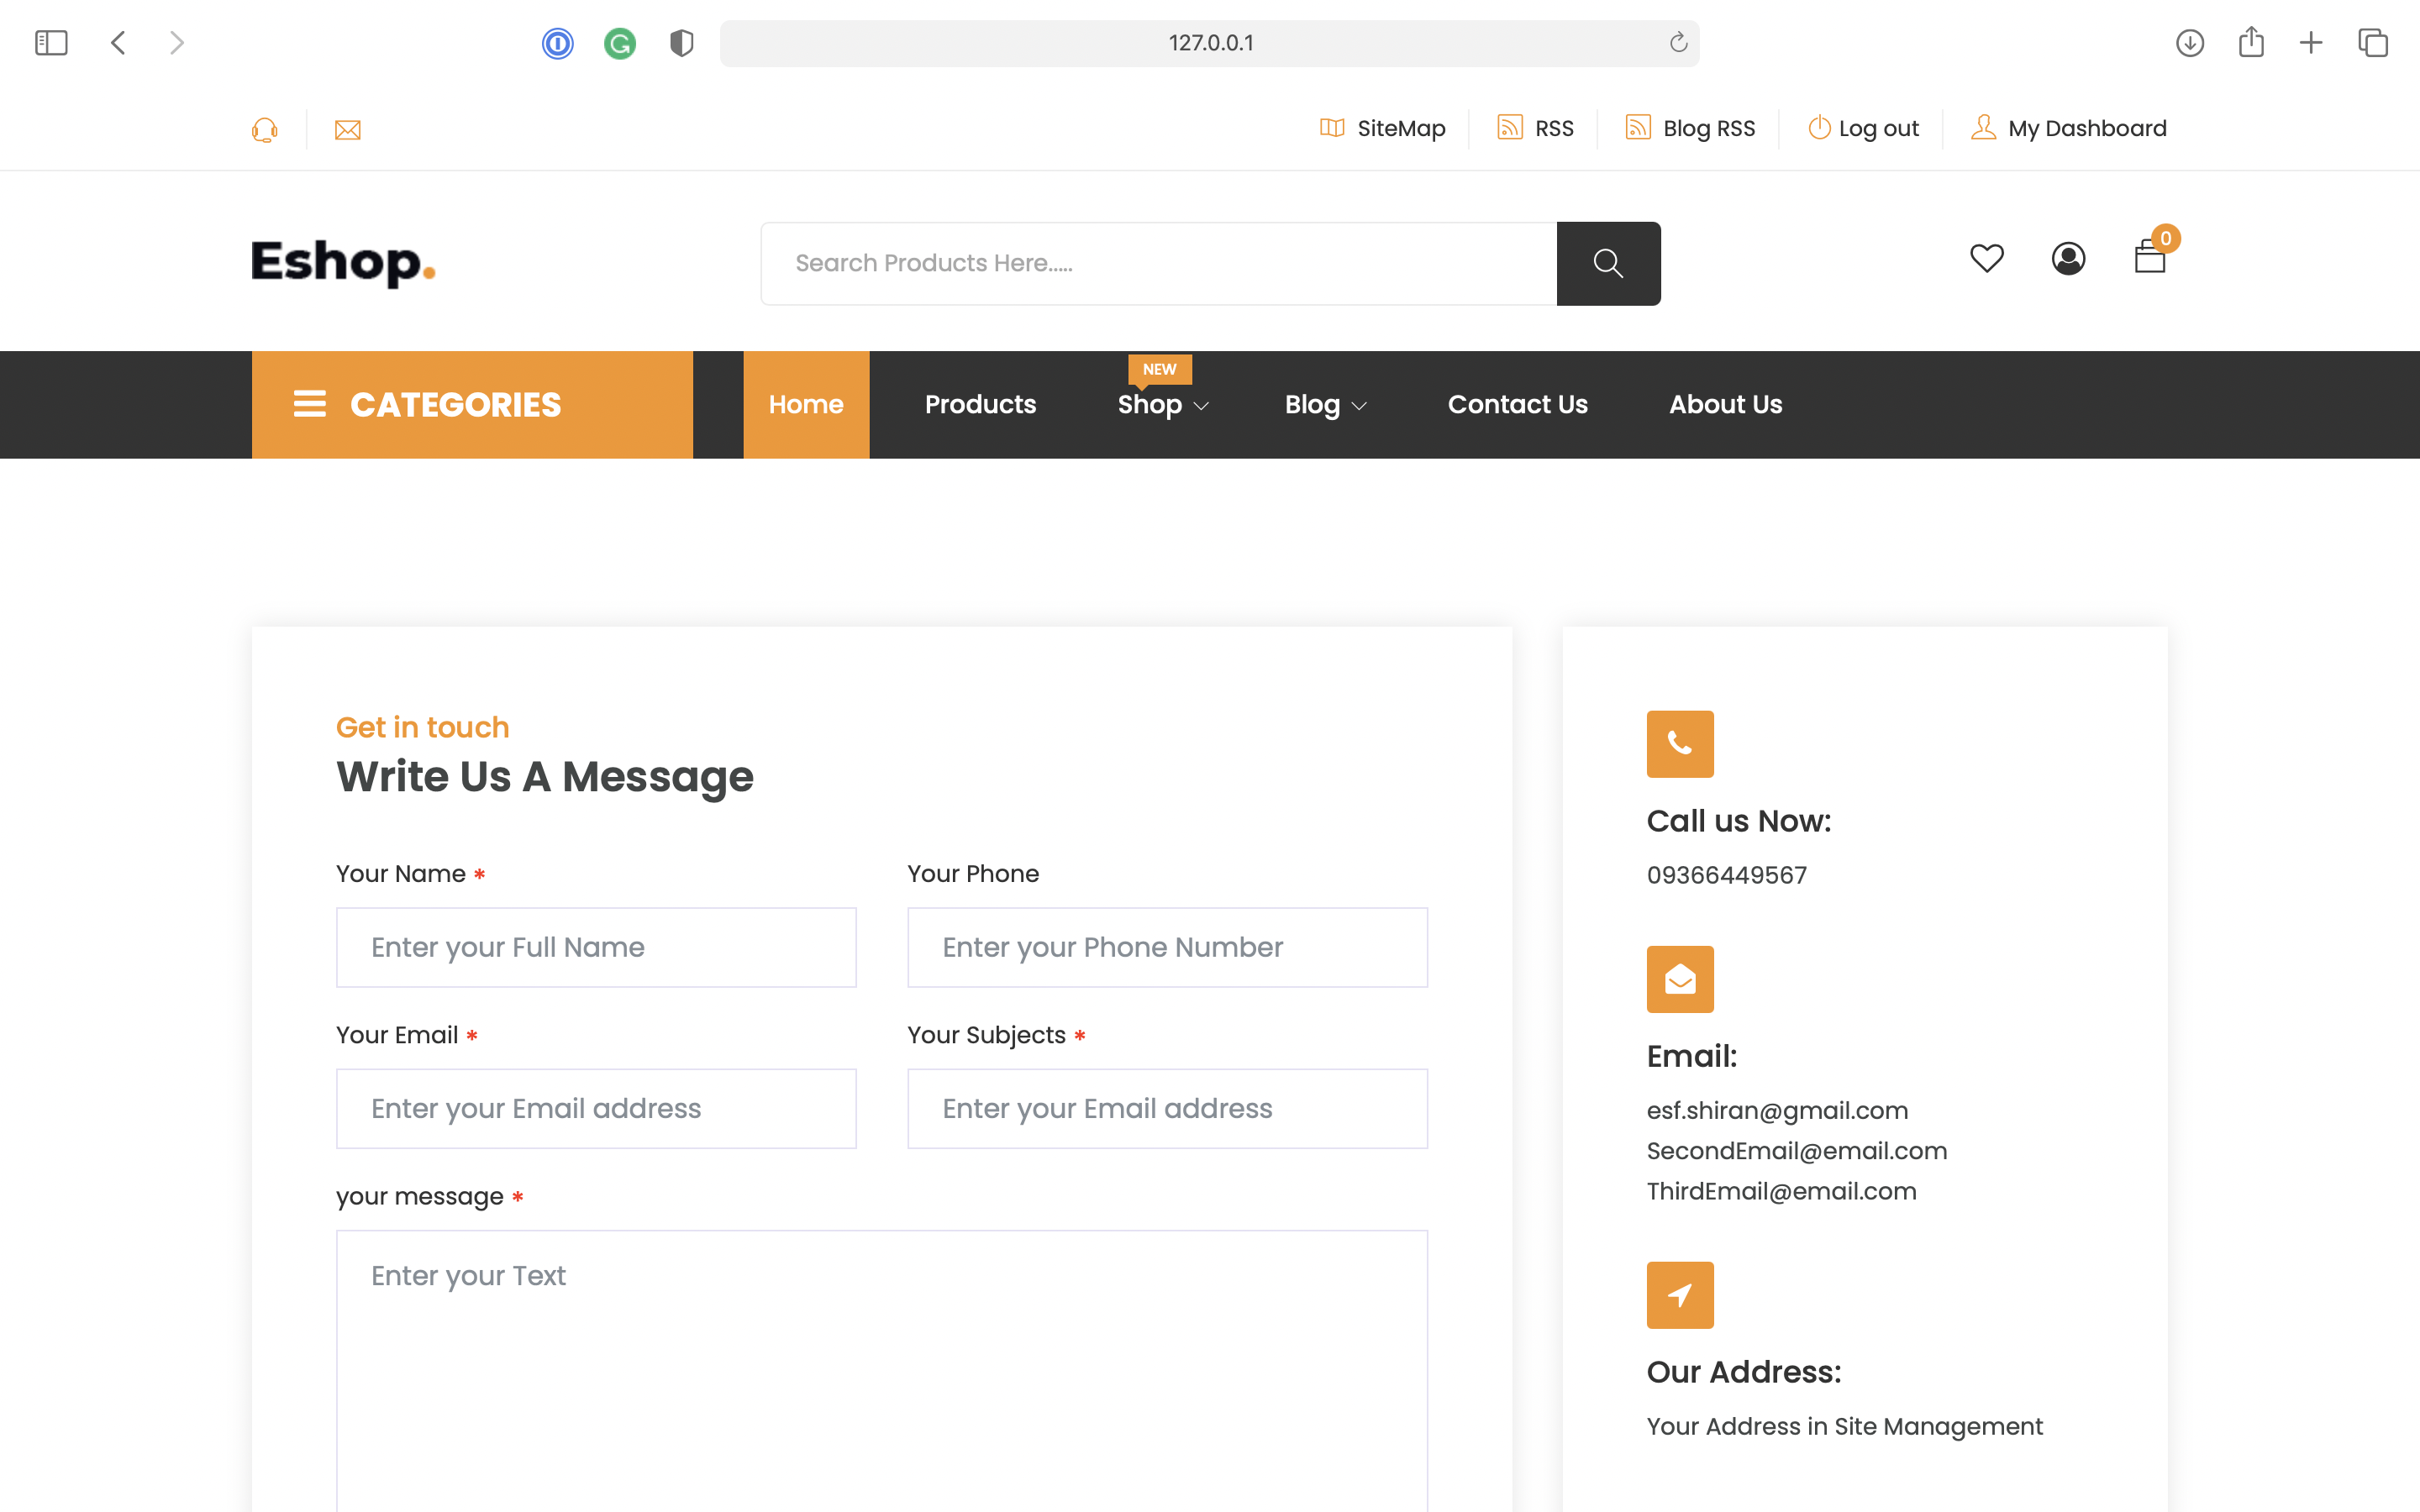 127.0.0.1
SiteMap RSS Blog RSS Log out My Dashboard
Eshop.
Search Products Here.....
0
NEW
CATEGORIES Home Products Shop Blog Contact Us About Us
Get in touch
Write Us A Message
Your Name * Your Phone
Enter your Full Name Enter your Phone Number
Your Email * Your Subjects *
Enter your Email address Enter your Email address
your message *
Enter your Text
Call us Now:
09366449567
Email:
esf.shiran@gmail.com
SecondEmail@email.com
ThirdEmail@email.com
Our Address:
Your Address in Site Management